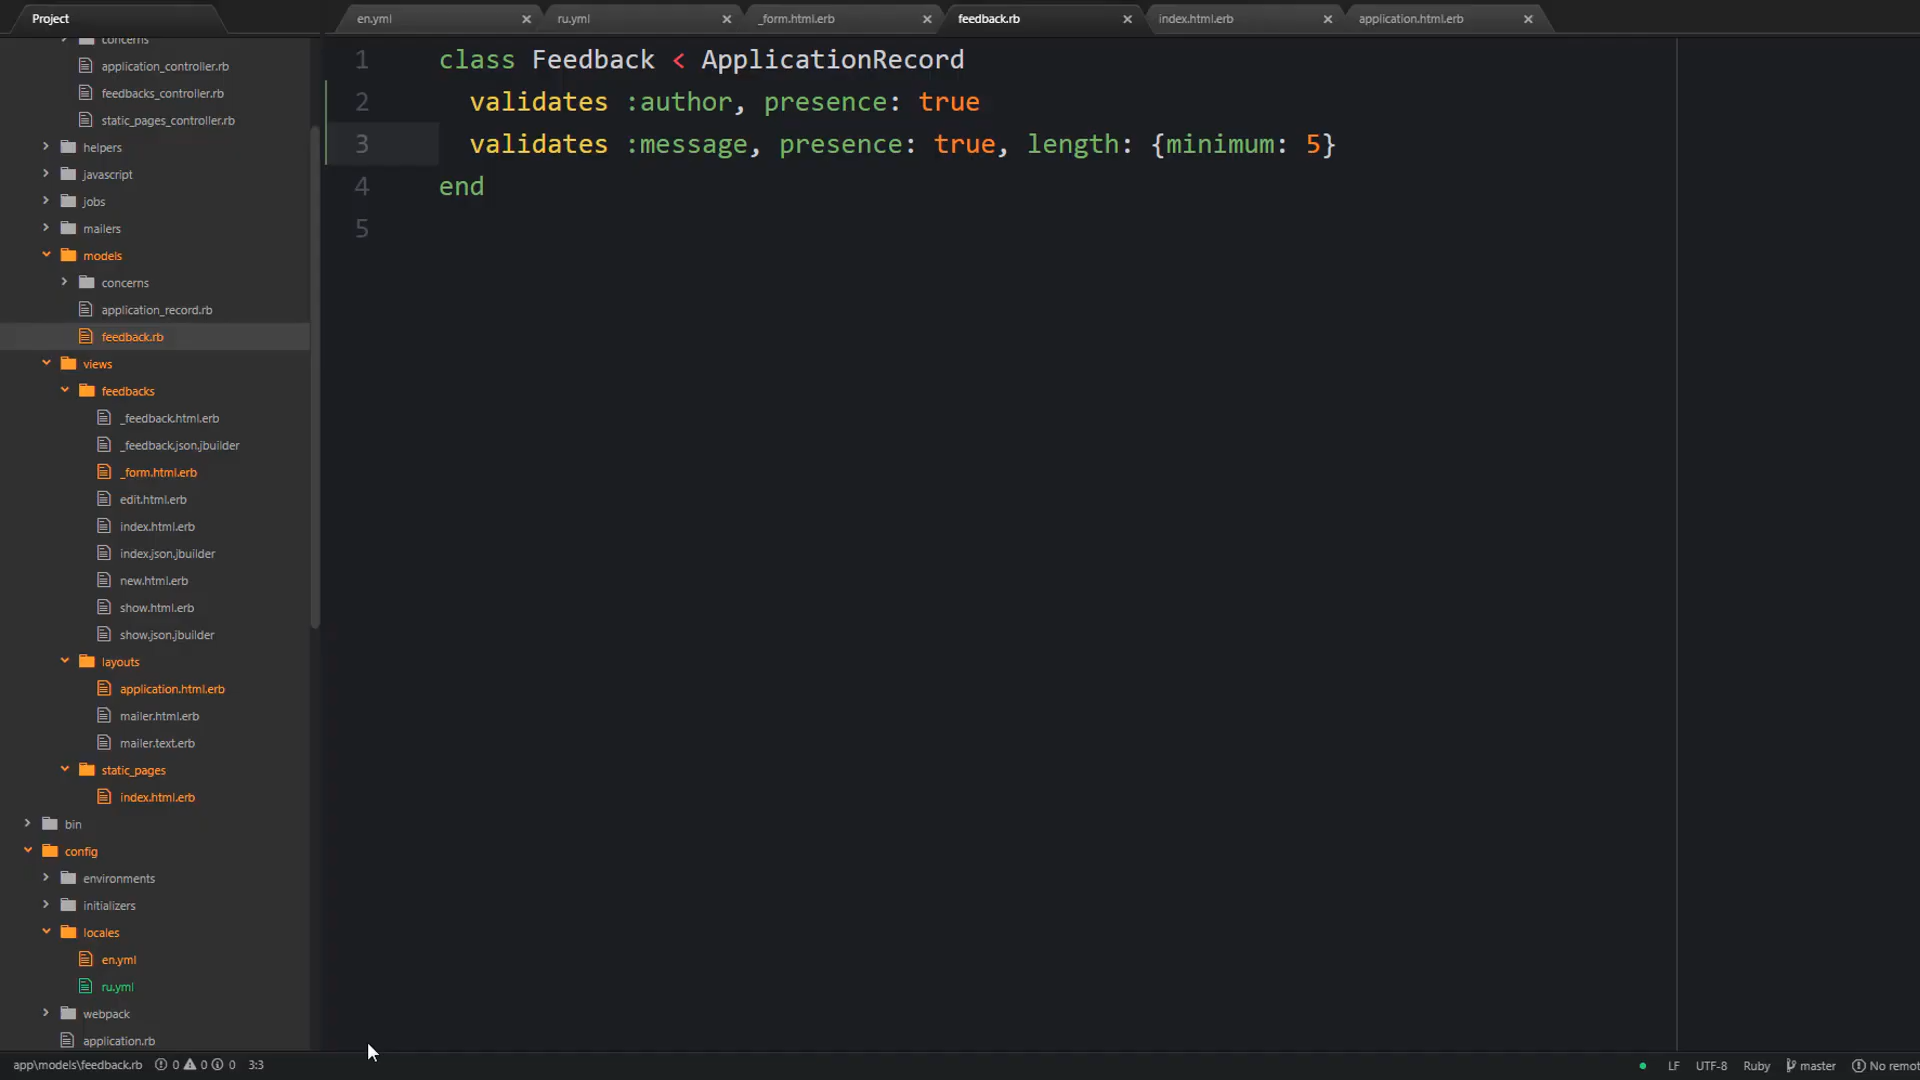 Project
en.yml
ru.yml
_form.html.erb
feedback.rb
index.html.erb
application.html.erb
concerns
application_controller.rb
feedbacks_controller.rb
static_pages_controller.rb
helpers
javascript
jobs
mailers
models
concerns
application_record.rb
feedback.rb
views
feedbacks
_feedback.html.erb
_feedback.json.jbuilder
_form.html.erb
edit.html.erb
index.html.erb
index.json.jbuilder
new.html.erb
show.html.erb
show.json.jbuilder
layouts
application.html.erb
mailer.html.erb
mailer.text.erb
static_pages
index.html.erb
bin
config
environments
initializers
locales
en.yml
ru.yml
webpack
application.rb
1 class Feedback < ApplicationRecord
2 validates :author, presence: true
3 validates :message, presence: true, length: {minimum: 5}
4 end
5
app\models\feedback.rb 0 0 0 3:3 LF UTF-8 Ruby master No remot